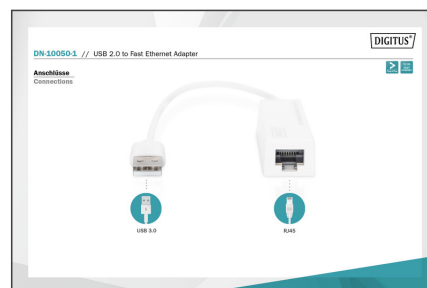 DIGITUS®
DN-10050-1 // USB 2.0 to Fast Ethernet Adapter
Anschlüsse
Connections
USB 3.0
RJ45